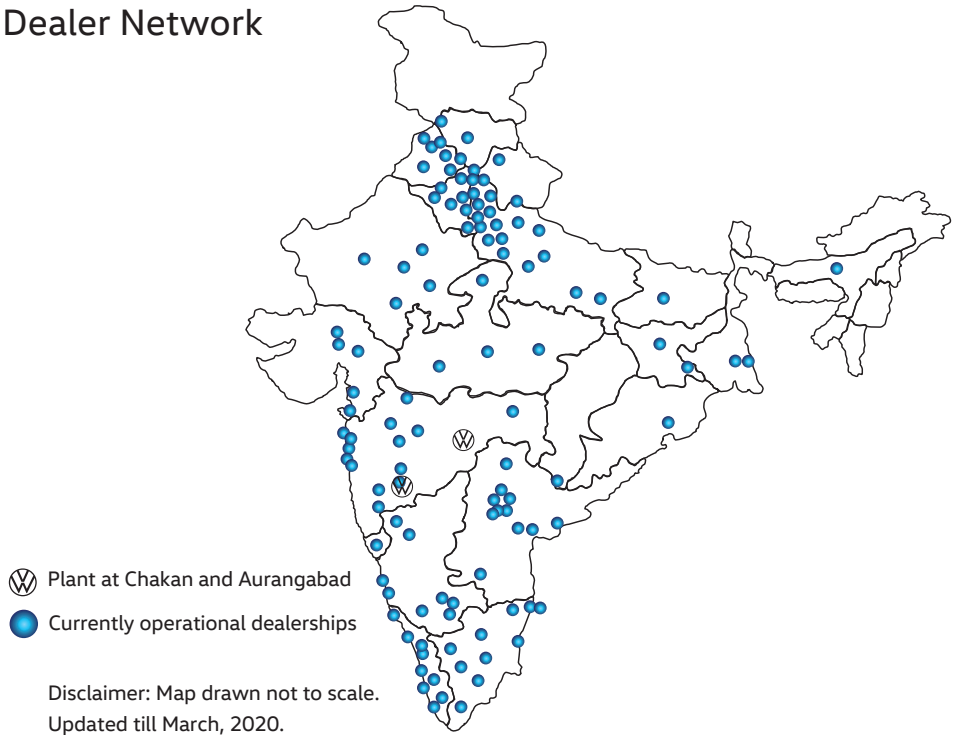 Dealer Network
Plant at Chakan and Aurangabad
Currently operational dealerships
Disclaimer: Map drawn not to scale.
Updated till March, 2020.